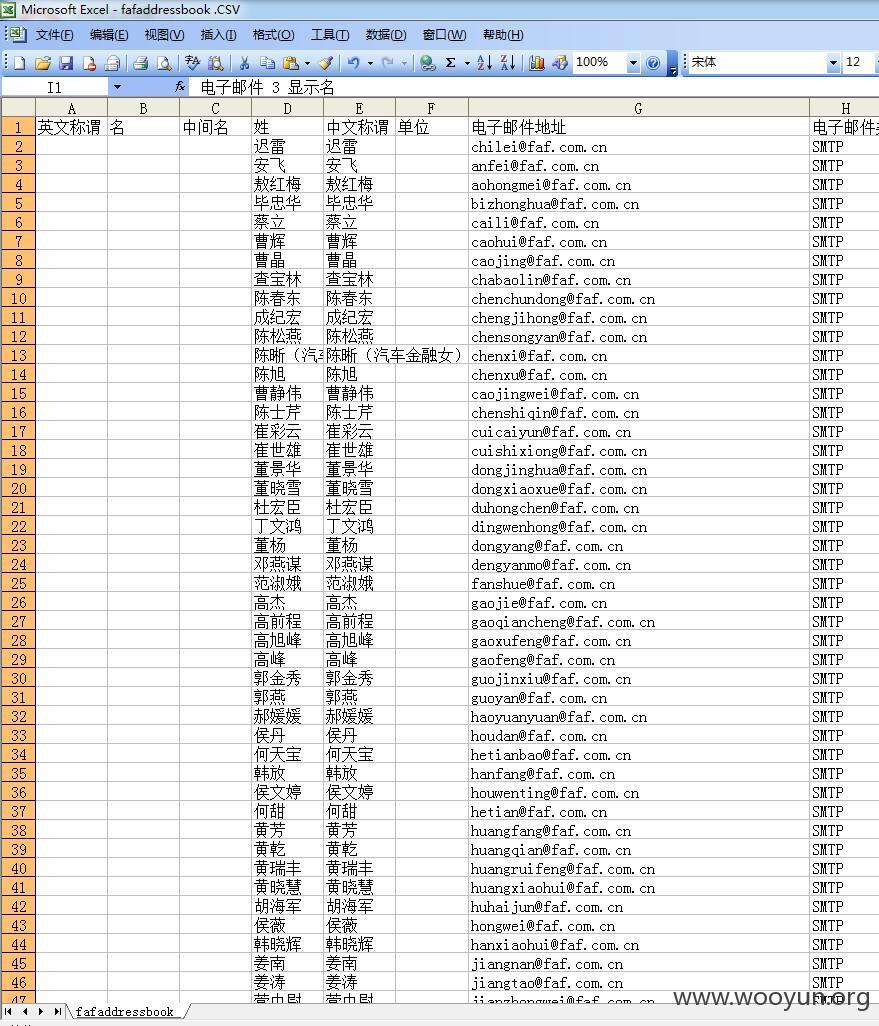 Microsoft Excel - fafaddressbook .CSV
文件(F) 编辑(E) 视图(V) 插入(I) 格式(O) 工具(T) 数据(D) 窗口(W) 帮助(H)
100% 宋体 12
I1 fx 电子邮件 3 显示名
A B C D E F G H
1 英文称谓 名 中间名 姓 中文称谓 单位 电子邮件地址 电子邮件
2 迟雷 迟雷 chilei@faf.com.cn SMTP
3 安飞 安飞 anfei@faf.com.cn SMTP
4 敖红梅 敖红梅 aohongmei@faf.com.cn SMTP
5 毕忠华 毕忠华 bizhonghua@faf.com.cn SMTP
6 蔡立 蔡立 caili@faf.com.cn SMTP
7 曹辉 曹辉 caohui@faf.com.cn SMTP
8 曹晶 曹晶 caojing@faf.com.cn SMTP
9 查宝林 查宝林 chabaolin@faf.com.cn SMTP
10 陈春东 陈春东 chenchundong@faf.com.cn SMTP
11 成纪宏 成纪宏 chengjihong@faf.com.cn SMTP
12 陈松燕 陈松燕 chensongyan@faf.com.cn SMTP
13 陈晰（汽 陈晰（汽车金融女） chenxi@faf.com.cn SMTP
14 陈旭 陈旭 chenxu@faf.com.cn SMTP
15 曹静伟 曹静伟 caojingwei@faf.com.cn SMTP
16 陈士芹 陈士芹 chenshiqin@faf.com.cn SMTP
17 崔彩云 崔彩云 cuicaiyun@faf.com.cn SMTP
18 崔世雄 崔世雄 cuishixiong@faf.com.cn SMTP
19 董景华 董景华 dongjinghua@faf.com.cn SMTP
20 董晓雪 董晓雪 dongxiaoxue@faf.com.cn SMTP
21 杜宏臣 杜宏臣 duhongchen@faf.com.cn SMTP
22 丁文鸿 丁文鸿 dingwenhong@faf.com.cn SMTP
23 董杨 董杨 dongyang@faf.com.cn SMTP
24 邓燕谋 邓燕谋 dengyanmo@faf.com.cn SMTP
25 范淑娥 范淑娥 fanshue@faf.com.cn SMTP
26 高杰 高杰 gaojie@faf.com.cn SMTP
27 高前程 高前程 gaoqiancheng@faf.com.cn SMTP
28 高旭峰 高旭峰 gaoxufeng@faf.com.cn SMTP
29 高峰 高峰 gaofeng@faf.com.cn SMTP
30 郭金秀 郭金秀 guojinxiu@faf.com.cn SMTP
31 郭燕 郭燕 guoyan@faf.com.cn SMTP
32 郝媛媛 郝媛媛 haoyuanyuan@faf.com.cn SMTP
33 侯丹 侯丹 houdan@faf.com.cn SMTP
34 何天宝 何天宝 hetianbao@faf.com.cn SMTP
35 韩放 韩放 hanfang@faf.com.cn SMTP
36 侯文婷 侯文婷 houwenting@faf.com.cn SMTP
37 何甜 何甜 hetian@faf.com.cn SMTP
38 黄芳 黄芳 huangfang@faf.com.cn SMTP
39 黄乾 黄乾 huangqian@faf.com.cn SMTP
40 黄瑞丰 黄瑞丰 huangruifeng@faf.com.cn SMTP
41 黄晓慧 黄晓慧 huangxiaohui@faf.com.cn SMTP
42 胡海军 胡海军 huhaijun@faf.com.cn SMTP
43 侯薇 侯薇 hongwei@faf.com.cn SMTP
44 韩晓辉 韩晓辉 hanxiaohui@faf.com.cn SMTP
45 姜南 姜南 jiangnan@faf.com.cn SMTP
46 姜涛 姜涛 jiangtao@faf.com.cn SMTP
47 jiangzhongwei@faf.com.cn SMTP
www.wooyun.org
fafaddressbook